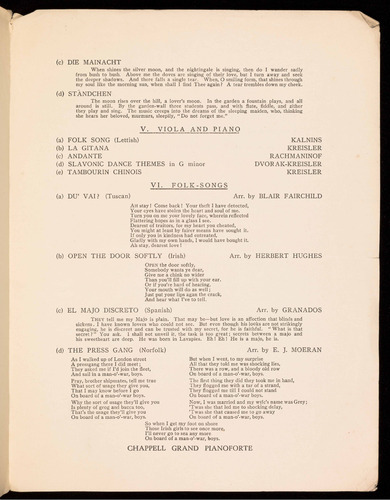 (c) DIE MAINACHT
When chines the silver moon, and the nightingale is singing, then do I wander sadly
from bush to bush. Above me the doves are singing of their love, but I turn away and seek
the deeper shadows. And there falls a single tear. When, O smiling form, that shines through
my soul like the morning sun, when shall I find Thee again? A tear trembles down my cheek.
(d) STÄNDCHEN
The moon rises over the hill, a lover's moon. In the garden a fountain plays, and all
around is still. By the garden-wall three students pass, and with flute, fiddle, and zither
they play and sing. The music creeps into the dreams of the sleeping maiden, who, thinking
she hears her beloved, murmurs, sleepily, "Do not forget me."
V. VIOLA AND PIANO
(a) FOLK SONG (Lettish) KALNINS
(b) LA GITANA KREISLER
(c) ANDANTE RACHMANINOF
(d) SLAVONIC DANCE THEMES in G minor DVORAK-KREISLER
(e) TAMBOURIN CHINOIS KREISLER
VI. FOLK-SONGS
(a) DU' VAI? (Tuscan) Arr. by BLAIR FAIRCHILD
Ah stay! Come back! Your theft I have detected,
Your eyes have stolen the heart and soul of me.
Turn you on me your lovely face, wherein reflected
Flattering hopes as in a glass I see.
Dearest of traitors, for my heart you cheated,
You might at least by fairer means have sought it.
If only you in kindness had entreated,
Gladly with my own hands, I would have bought it.
Ah stay, dearest love!
(b) OPEN THE DOOR SOFTLY (Irish) Arr. by HERBERT HUGHES
OPEN the door softly,
Somebody wants ye dear,
Give me a chink no wider
Than you'll fill up with your ear.
Or if you're hard of hearing,
Your mouth will do as well;
Just put your lips agen the crack,
And hear what I've to tell.
(c) EL MAJO DISCRETO (Spanish) Arr. by GRANADOS
THEY tell me my Majo is plain. That may be—but love is an affection that blinds and
sickens. I have known lovers who could not see. But even though his looks are not strikingly
engaging, he is discreet and can be trusted with my secret, for he is faithful. "What is that
secret?" You ask. I shall not unveil it, the task is too great; secrets between a majo and
his sweetheart are deep. He was born in Lavapies. Eh! Eh! He is a majo, he is.
(d) THE PRESS GANG (Norfolk) Arr. by E. J. MOERAN
As I walked up of London street
A pressgang there I did meet;
They asked me if I'd join the fleet,
And sail in a man-o'-war, boys.
Pray, brother shipmates, tell me true
What sort of usage they give you,
That I may know before I go
On board of a man-o'-war, boys.
Why the sort of usage they'll give you
Is plenty of grog and bacca too,
That's the usage they'll give you
On board of a man-o'-war, boys.
But when I went, to my surprise
All that they told me was shocking lies.
There was a row, and a bloody old row
On board of a man-o'-war, boys.
The first thing they did they took me in hand,
They flogged me with a tar of a strand,
They flogged me till I could not stand
On board of a man-o'-war, boys.
Now, I was married and my wife's name was Grey;
'Twas she that led me to shocking delay,
'Twas she that caused me to go away
On board of a man-o'-war, boys.
So when I get my foot on shore
Those Irish girls to see once more,
I'll never go to sea any more
On board of a man-o'-war, boys.
CHAPPELL GRAND PIANOFORTE